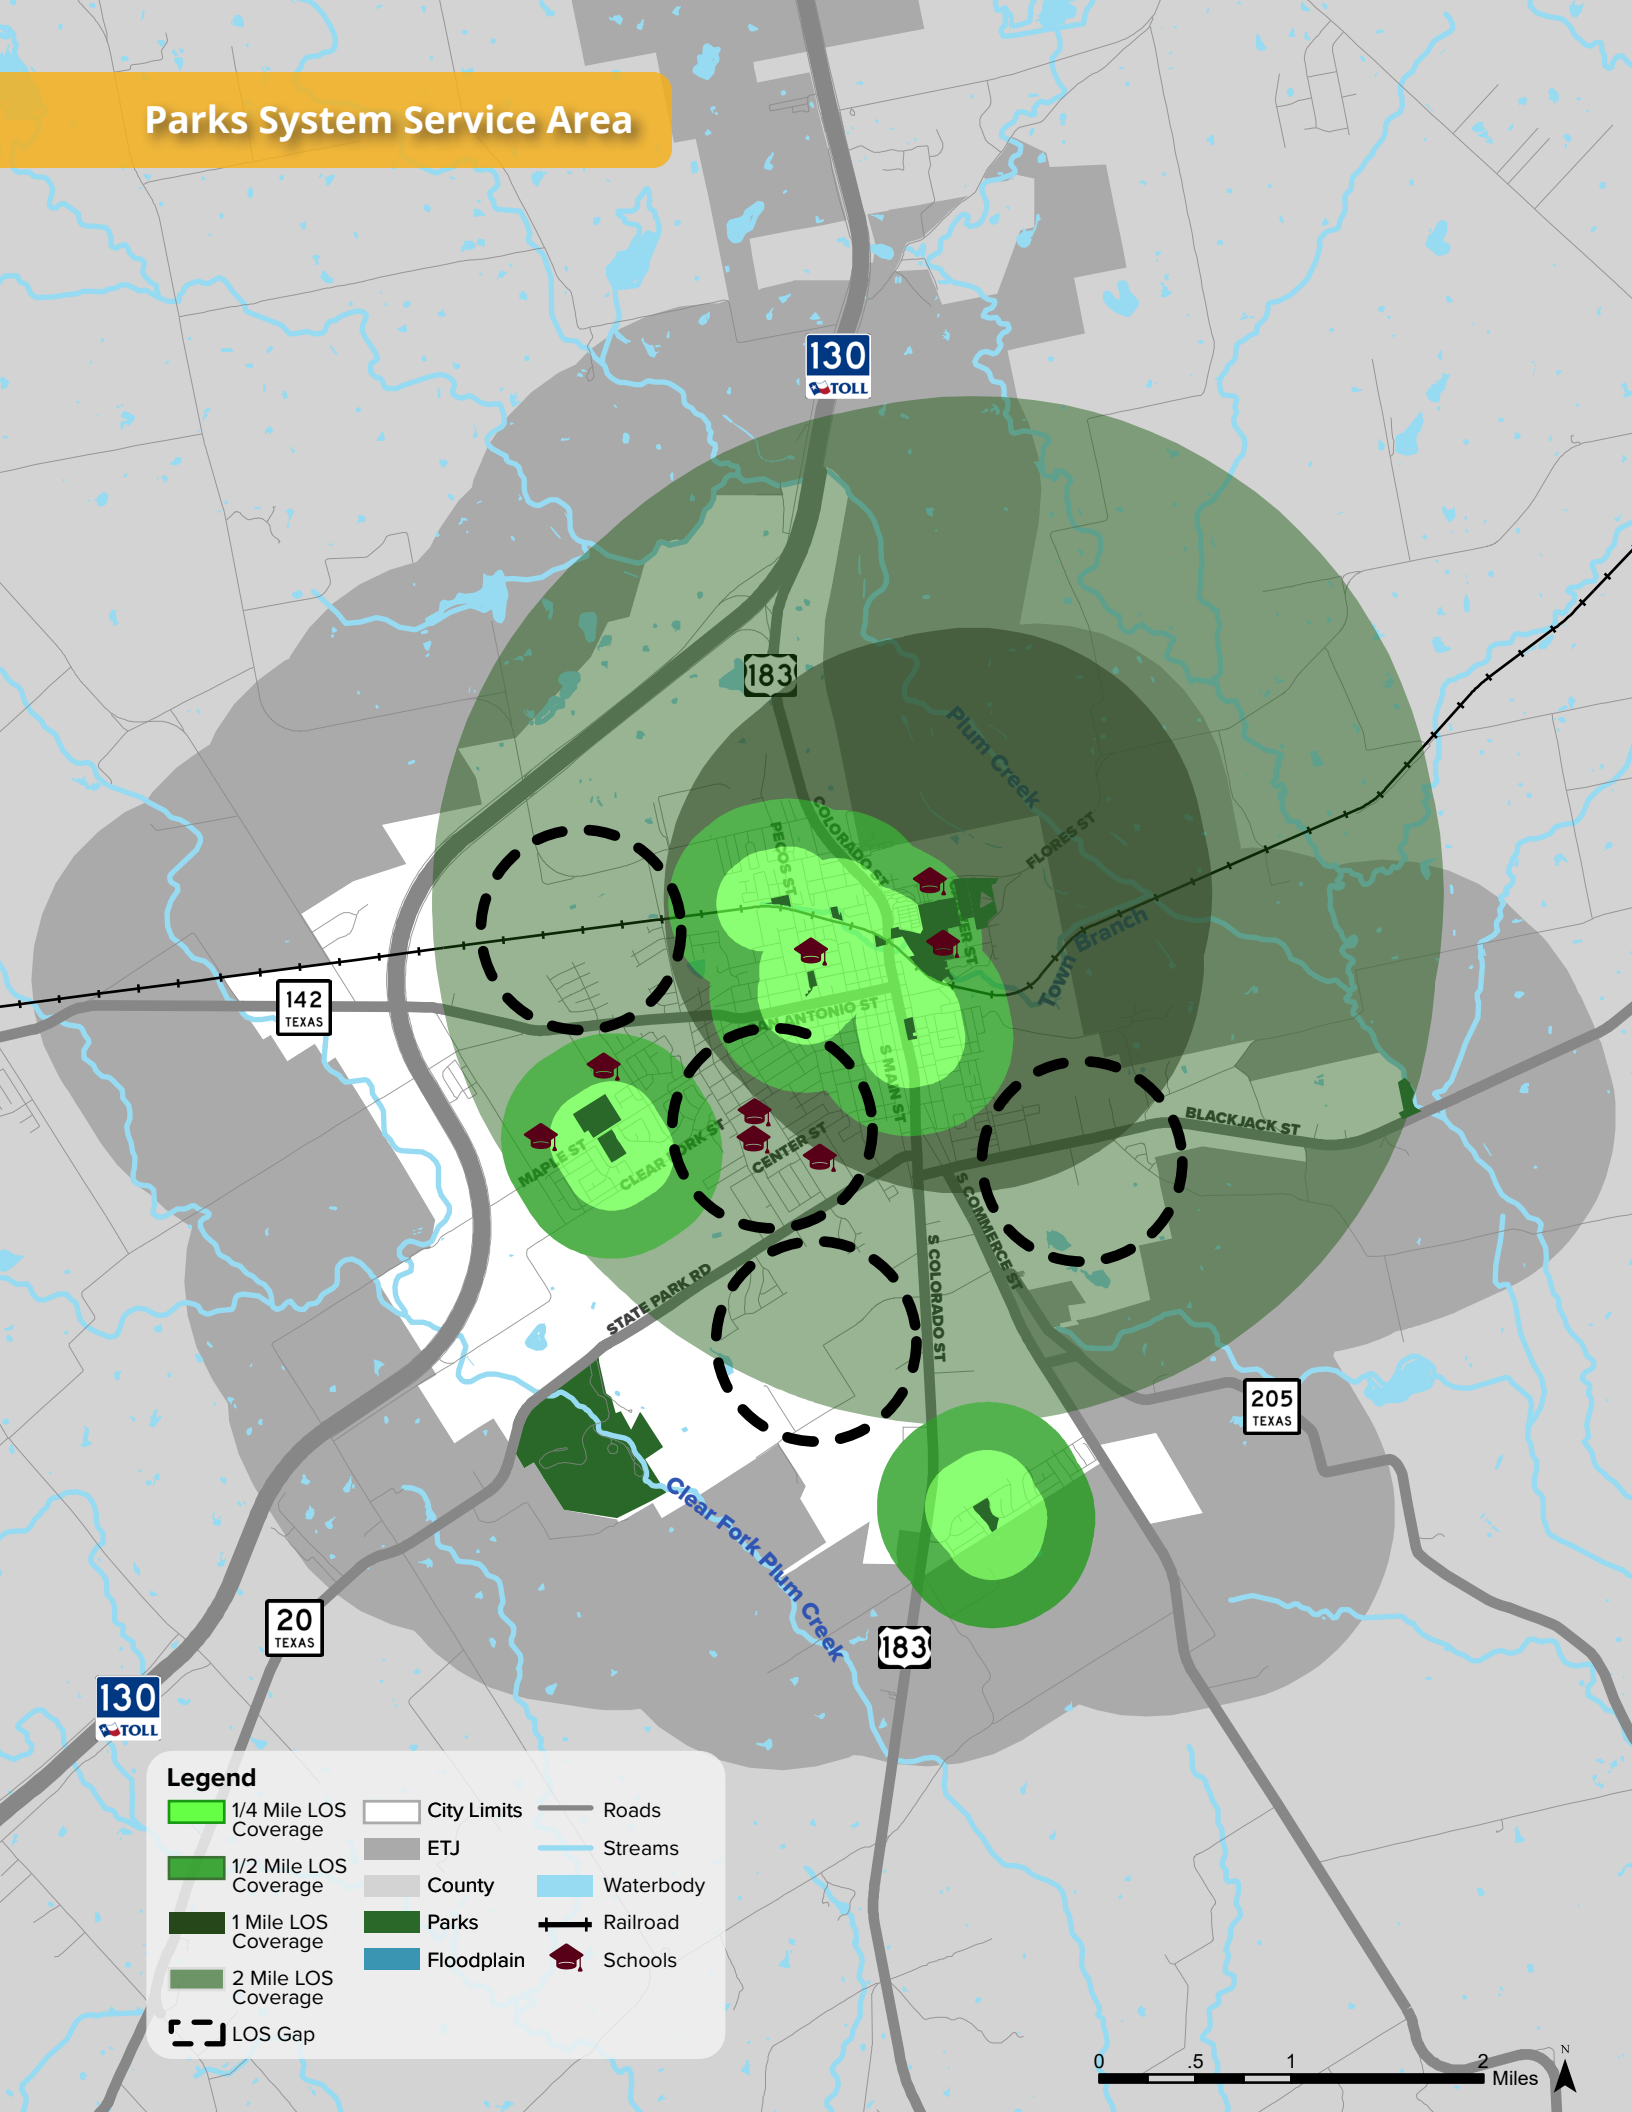 Parks System Service Area
130
TOLL
183
Plum Creek
COLORADO ST
PECOS ST
FLORES ST
Town Branch
142
TEXAS
SAN ANTONIO ST
S MAIN ST
BLACKJACK ST
MAPLE ST
CLEAR FORK ST
CENTER ST
S COMMERCE ST
S COLORADO ST
STATE PARK RD
205
TEXAS
Clear Fork Plum Creek
20
TEXAS
183
130
TOLL
Legend
1/4 Mile LOS
Coverage
1/2 Mile LOS
Coverage
1 Mile LOS
Coverage
2 Mile LOS
Coverage
LOS Gap
City Limits
ETJ
County
Parks
Floodplain
Roads
Streams
Waterbody
Railroad
Schools
0 .5 1 2
Miles
N